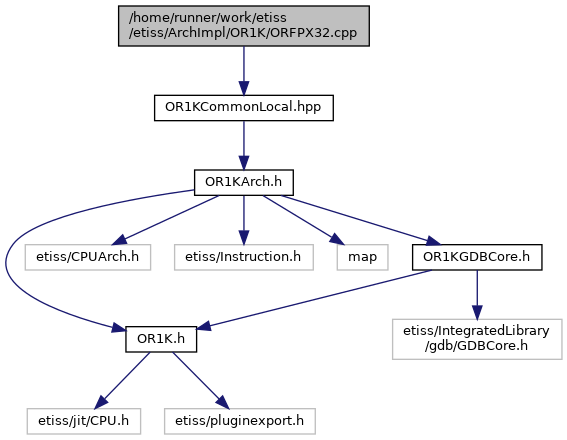 /home/runner/work/etiss
/etiss/ArchImpl/OR1K/ORFPX32.cpp
OR1KCommonLocal.hpp
OR1KArch.h
etiss/CPUArch.h
etiss/Instruction.h
map
OR1KGDBCore.h
OR1K.h
etiss/IntegratedLibrary
/gdb/GDBCore.h
etiss/jit/CPU.h
etiss/pluginexport.h